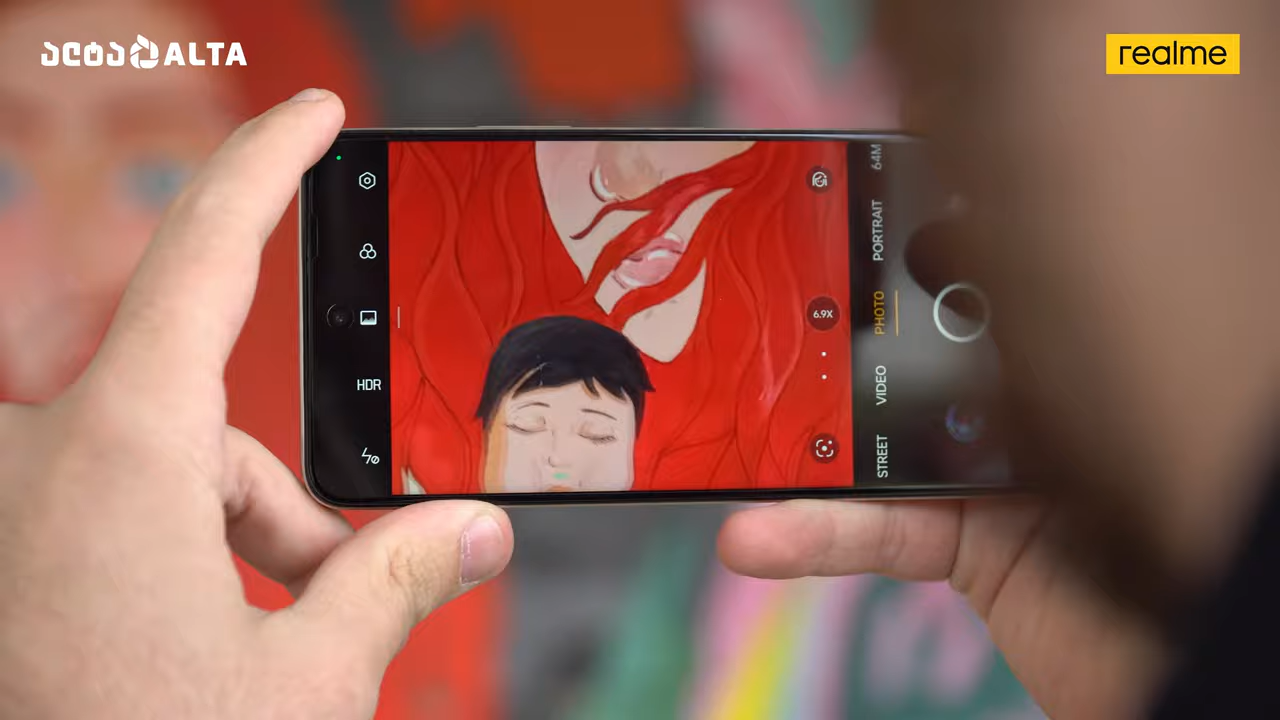 ალტა ALTA
realme
64M
PORTRAIT
PHOTO
VIDEO
STREET
HDR
6.9X